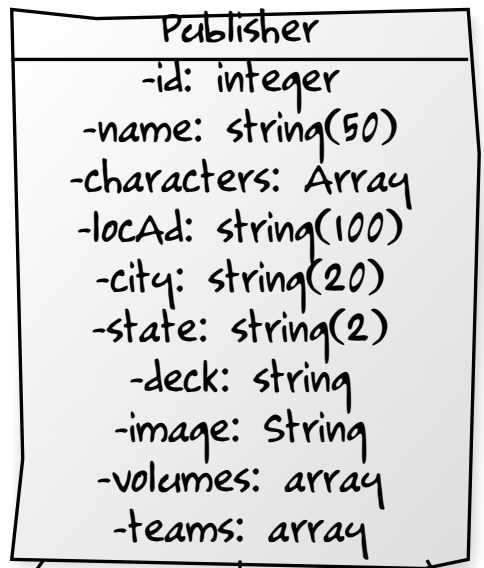 Publisher
-id: integer
-name: string(50)
-characters: Array
-locAd: string(100)
-city: string(20)
-state: string(2)
-deck: string
-image: String
-volumes: array
-teams: array